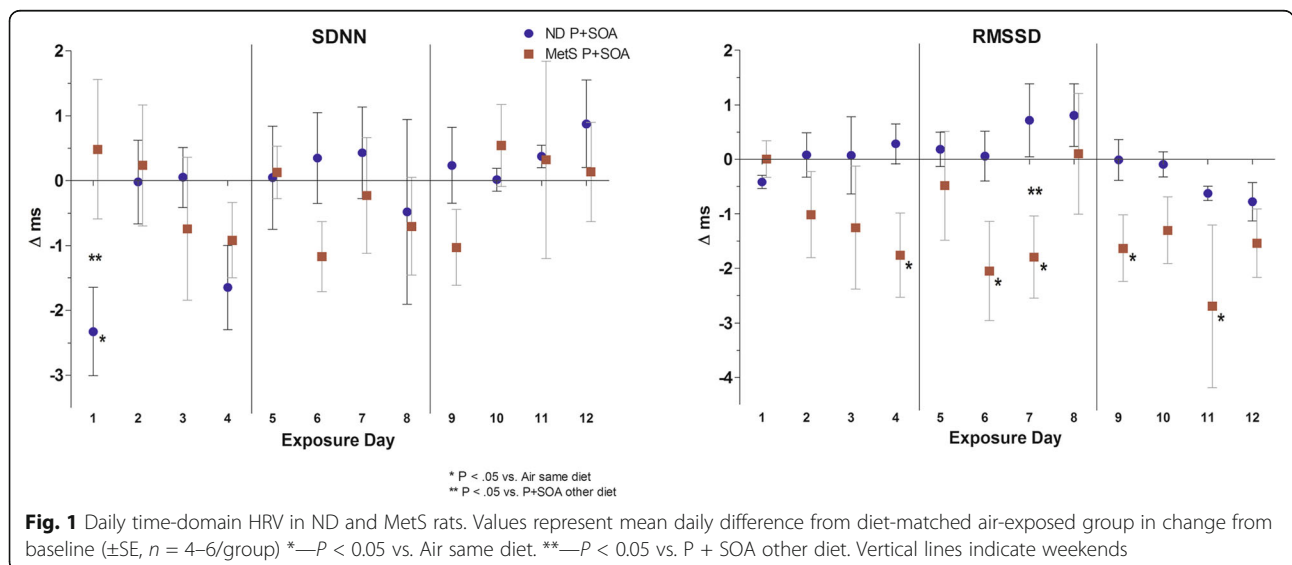 SDNN
ND P+SOA
MetS P+SOA
2
1
0
-1
-2
-3
Δ ms
**
*
1 2 3 4 5 6 7 8 9 10 11 12
Exposure Day
RMSSD
2
1
0
-1
-2
-3
-4
Δ ms
*
*
**
*
*
*
1 2 3 4 5 6 7 8 9 10 11 12
Exposure Day
* P < .05 vs. Air same diet
** P < .05 vs. P+SOA other diet
Fig. 1 Daily time-domain HRV in ND and MetS rats. Values represent mean daily difference from diet-matched air-exposed group in change from
baseline (±SE, n = 4–6/group) *—P < 0.05 vs. Air same diet. **—P < 0.05 vs. P + SOA other diet. Vertical lines indicate weekends